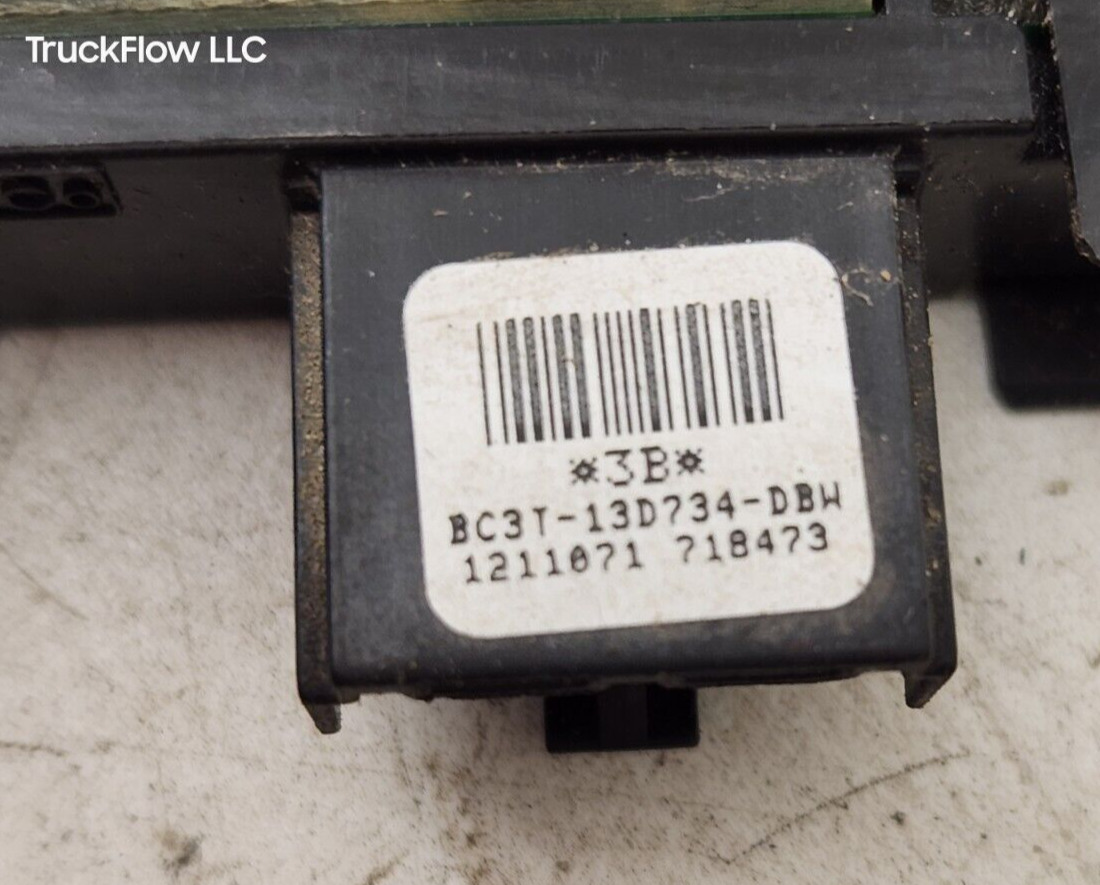 TruckFlow LLC
*3B*
BC3T-13D734-DBW
1211071 718473